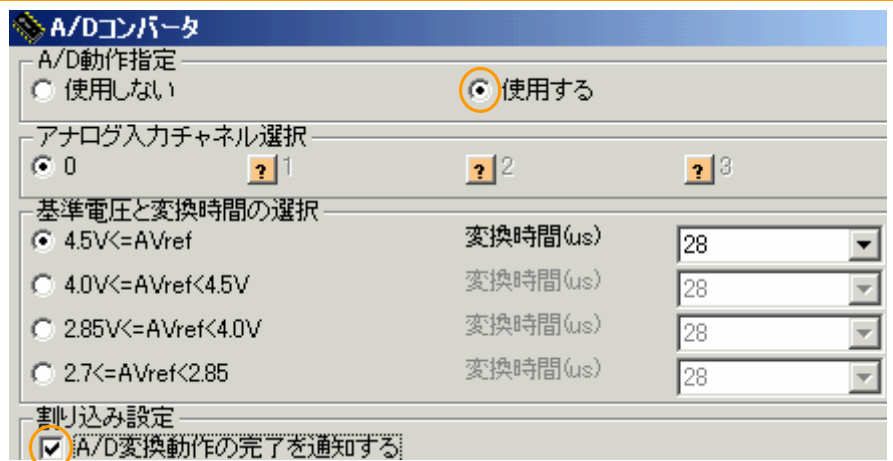 A/Dコンバータ
A/D動作指定
使用しない 使用する
アナログ入力チャネル選択
0 ? 1 ? 2 ? 3
基準電圧と変換時間の選択
4.5V<=AVref 変換時間(us) 28
4.0V<=AVref<4.5V 変換時間(us) 28
2.85V<=AVref<4.0V 変換時間(us) 28
2.7<=AVref<2.85 変換時間(us) 28
割り込み設定
A/D変換動作の完了を通知する